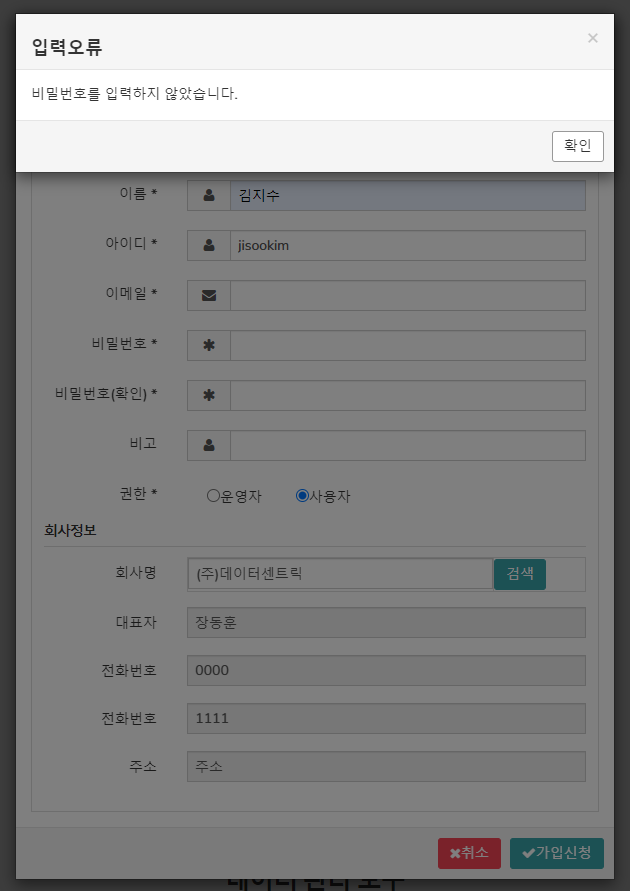 입력오류 ×
비밀번호를 입력하지 않았습니다.
확인
이름 * 김지수
아이디 * jisookim
이메일 *
비밀번호 *
비밀번호(확인) *
비고
권한 * 운영자 사용자
회사정보
회사명 (주)데이터센트릭 검색
대표자 장동훈
전화번호 0000
전화번호 1111
주소 주소
취소 가입신청